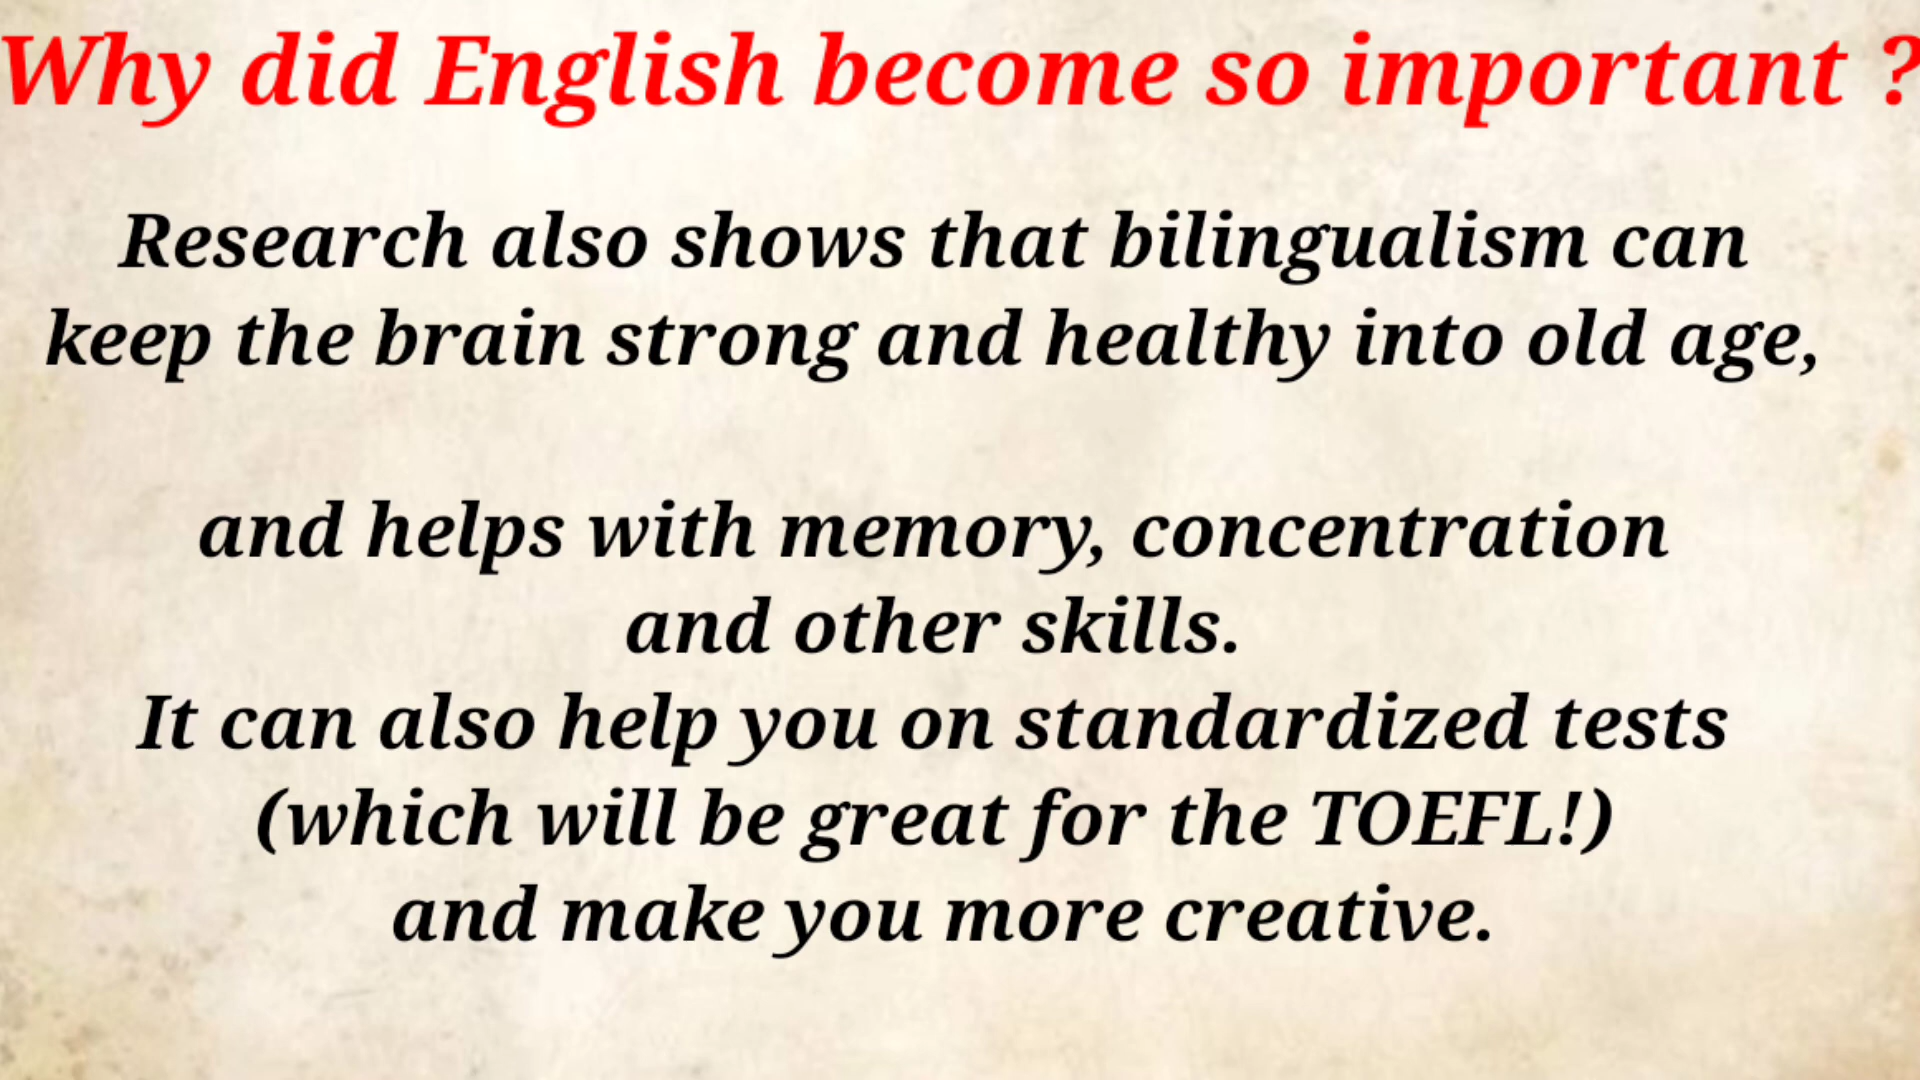 Why did English become so important ?
Research also shows that bilingualism can
keep the brain strong and healthy into old age,
and helps with memory, concentration
and other skills.
It can also help you on standardized tests
(which will be great for the TOEFL!)
and make you more creative.